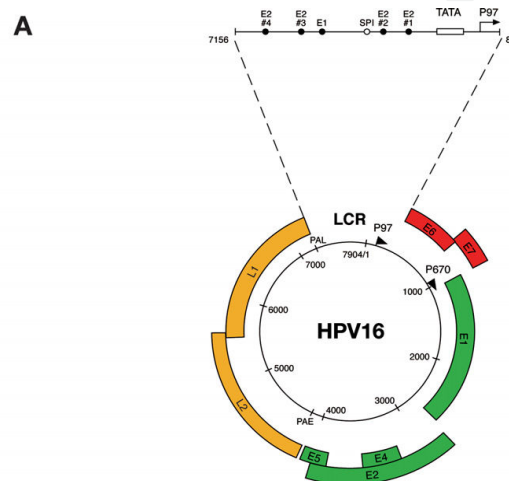 A
E2 #4
E2 #3
E1
SPI
E2 #2
E2 #1
TATA
P97
7156
8
LCR
PAL
7904/1
P97
E6
E7
7000
P670
1000
L1
6000
HPV16
E1
2000
5000
L2
3000
4000
PAE
E5
E4
E2